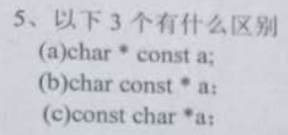 5、以下 3 个有什么区别
(a)char * const a;
(b)char const * a:
(c)const char *a: